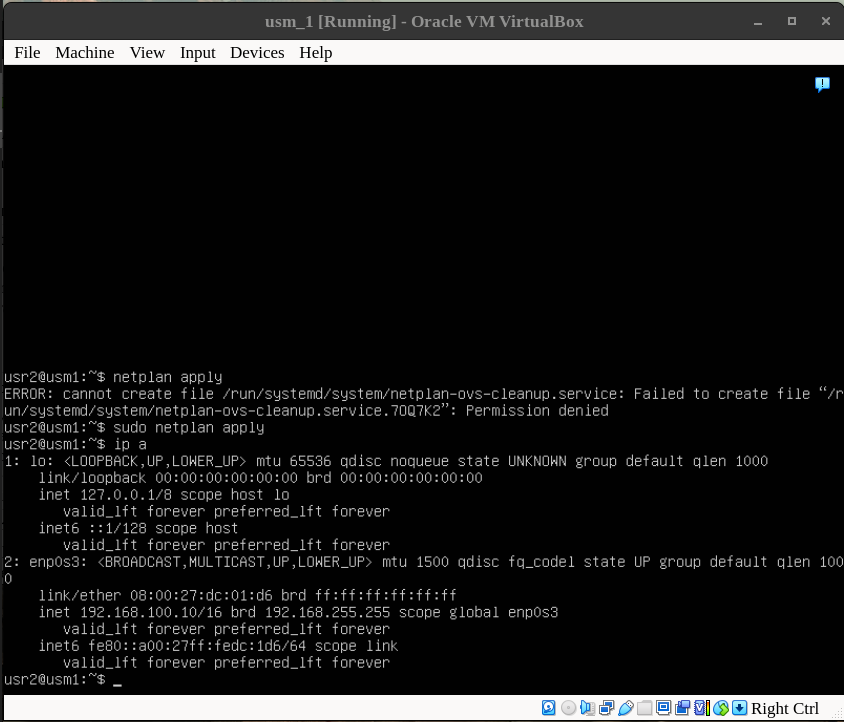 usm_1 [Running] - Oracle VM VirtualBox
File Machine View Input Devices Help
usr2@usm1:~$ netplan apply
ERROR: cannot create file /run/systemd/system/netplan-ovs-cleanup.service: Failed to create file “/r
un/systemd/system/netplan-ovs-cleanup.service.7OQ7K2”: Permission denied
usr2@usm1:~$ sudo netplan apply
usr2@usm1:~$ ip a
1: lo: <LOOPBACK,UP,LOWER_UP> mtu 65536 qdisc noqueue state UNKNOWN group default qlen 1000
    link/loopback 00:00:00:00:00:00 brd 00:00:00:00:00:00
    inet 127.0.0.1/8 scope host lo
       valid_lft forever preferred_lft forever
    inet6 ::1/128 scope host
       valid_lft forever preferred_lft forever
2: enp0s3: <BROADCAST,MULTICAST,UP,LOWER_UP> mtu 1500 qdisc fq_codel state UP group default qlen 100
0
    link/ether 08:00:27:dc:01:d6 brd ff:ff:ff:ff:ff:ff
    inet 192.168.100.10/16 brd 192.168.255.255 scope global enp0s3
       valid_lft forever preferred_lft forever
    inet6 fe80::a00:27ff:fedc:1d6/64 scope link
       valid_lft forever preferred_lft forever
usr2@usm1:~$ _
Right Ctrl